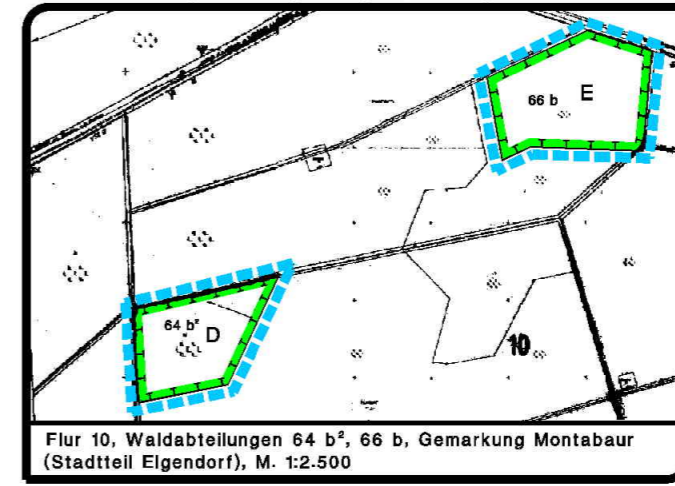 66 b E
64 b² D
10
Flur 10, Waldabteilungen 64 b², 66 b, Gemarkung Montabaur
(Stadtteil Elgendorf), M. 1:2.500